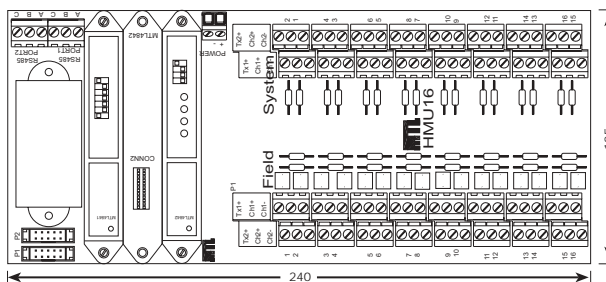 C B A C B A
RS485 PORT2
RS485 PORT1
MTL4842
POWER
- +
Tx2+
Ch2+
Ch2-
Tx1+
Ch1+
2 1
4 3
6 5
8 7
10 9
12 11
14 13
16 15
System
MTL
HMU16
Field
CONN2
P1
Tx1+
Ch1+
Ch1-
Tx2+
Ch2+
Ch2-
MTL
P2
P1
1 2
3 4
5 6
7 8
9 10
11 12
13 14
15 16
240